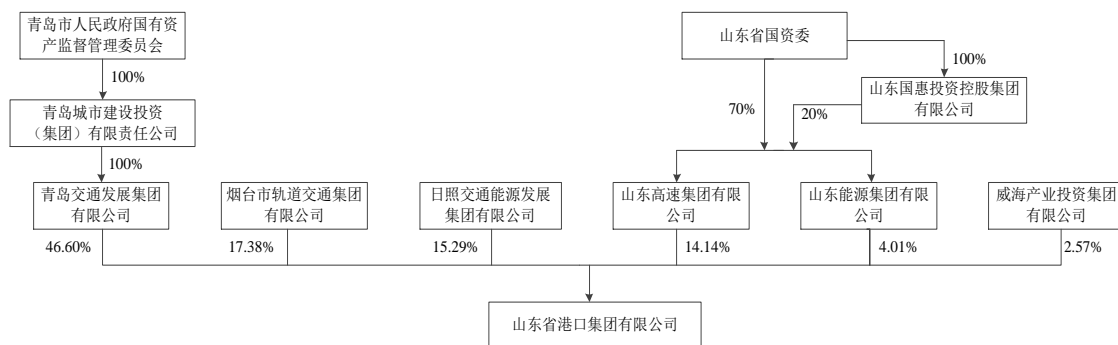 青岛市人民政府国有资
产监督管理委员会
山东省国资委
100%
100%
山东国惠投资控股集团
有限公司
青岛城市建设投资
（集团）有限责任公司
70%
20%
100%
青岛交通发展集团
有限公司
烟台市轨道交通集团
有限公司
日照交通能源发展
集团有限公司
山东高速集团有限
公司
山东能源集团有限
公司
威海产业投资集团
有限公司
46.60%
17.38%
15.29%
14.14%
4.01%
2.57%
山东省港口集团有限公司